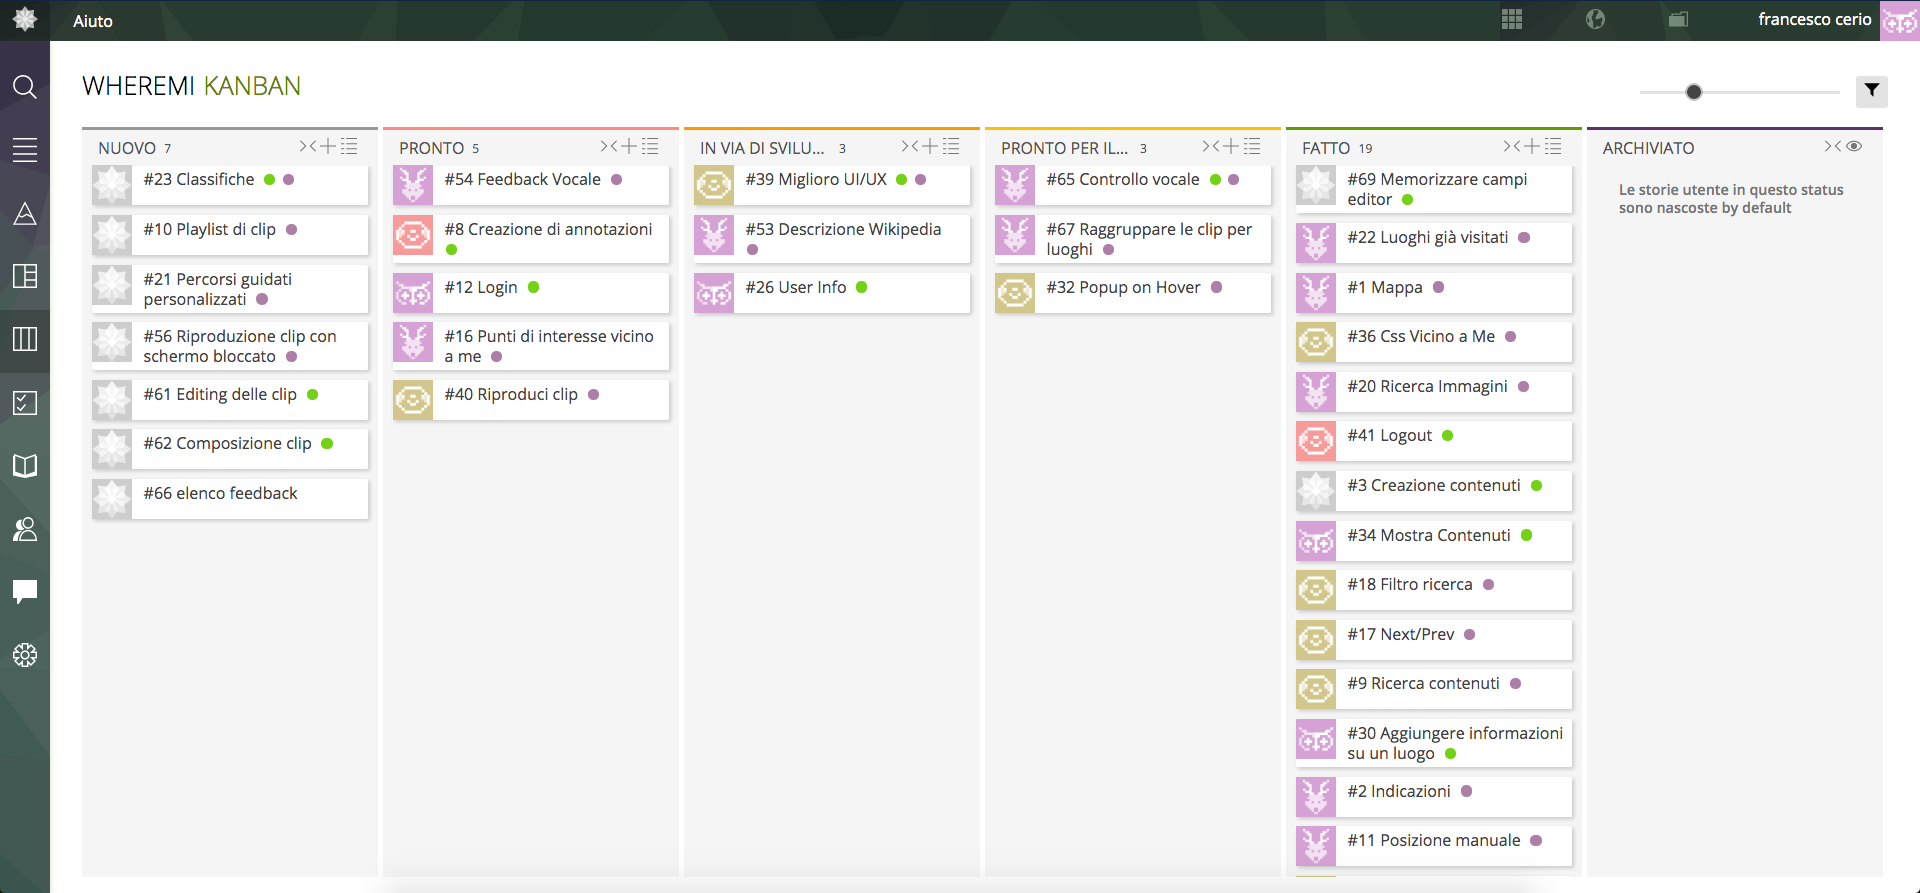 Aiuto
francesco cerio
WHEREMI KANBAN
NUOVO 7
#23 Classifiche
#10 Playlist di clip
#21 Percorsi guidati
personalizzati
#56 Riproduzione clip con
schermo bloccato
#61 Editing delle clip
#62 Composizione clip
#66 elenco feedback
PRONTO 5
#54 Feedback Vocale
#8 Creazione di annotazioni
#12 Login
#16 Punti di interesse vicino
a me
#40 Riproduci clip
IN VIA DI SVILU... 3
#39 Miglioro UI/UX
#53 Descrizione Wikipedia
#26 User Info
PRONTO PER IL... 3
#65 Controllo vocale
#67 Raggruppare le clip per
luoghi
#32 Popup on Hover
FATTO 19
#69 Memorizzare campi
editor
#22 Luoghi già visitati
#1 Mappa
#36 Css Vicino a Me
#20 Ricerca Immagini
#41 Logout
#3 Creazione contenuti
#34 Mostra Contenuti
#18 Filtro ricerca
#17 Next/Prev
#9 Ricerca contenuti
#30 Aggiungere informazioni
su un luogo
#2 Indicazioni
#11 Posizione manuale
ARCHIVIATO
Le storie utente in questo status
sono nascoste by default